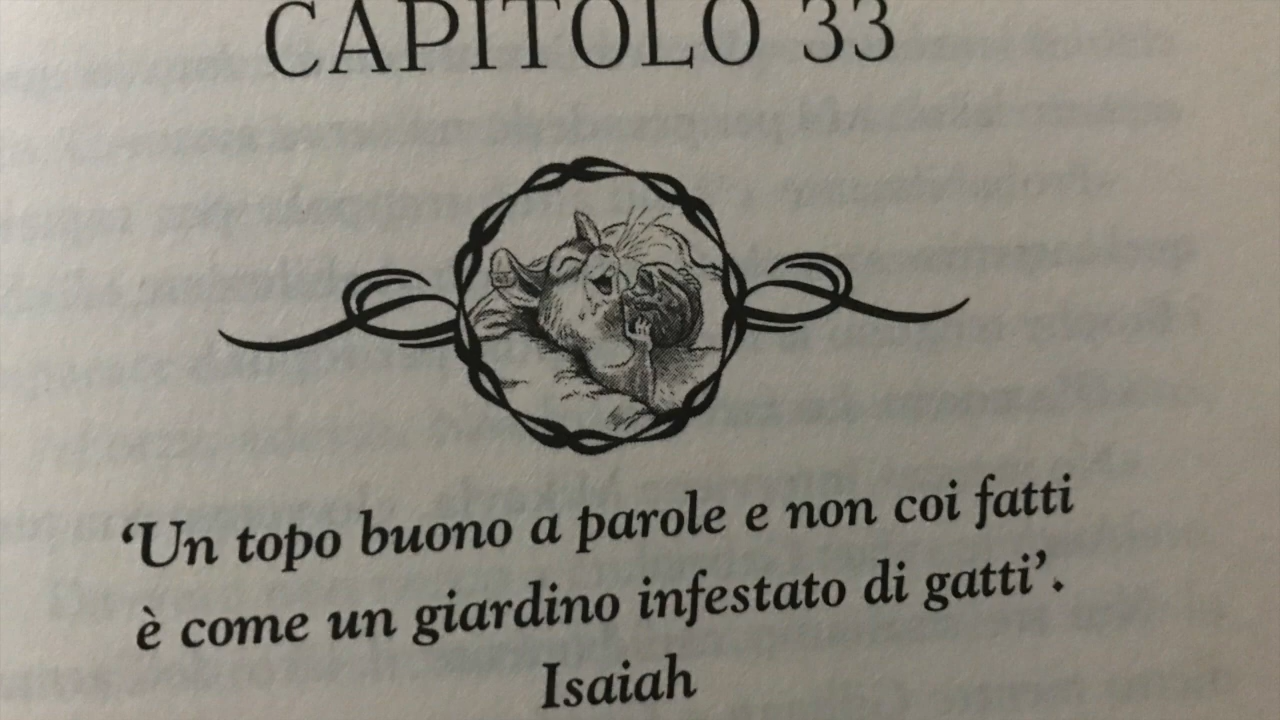 CAPITOLO 33
‘Un topo buono a parole e non coi fatti
è come un giardino infestato di gatti’.
Isaiah